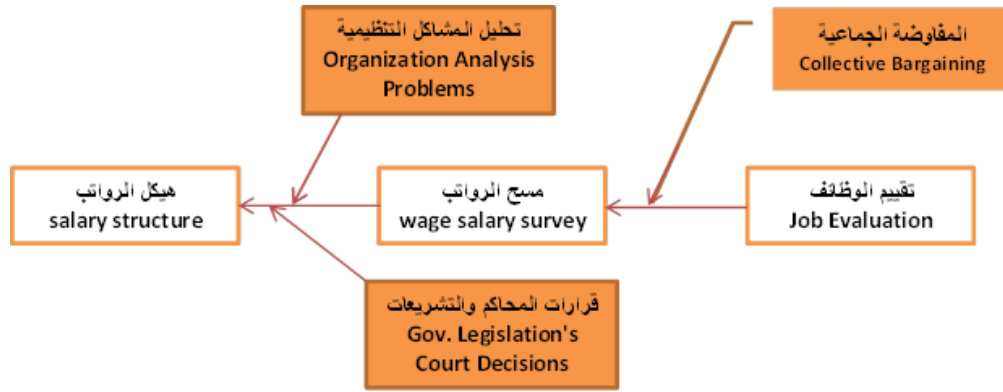 تحليل المشاكل التنظيمية
Organization Analysis
Problems
المفاوضة الجماعية
Collective Bargaining
هيكل الرواتب
salary structure
مسح الرواتب
wage salary survey
تقييم الوظائف
Job Evaluation
قرارات المحاكم والتشريعات
Gov. Legislation's
Court Decisions